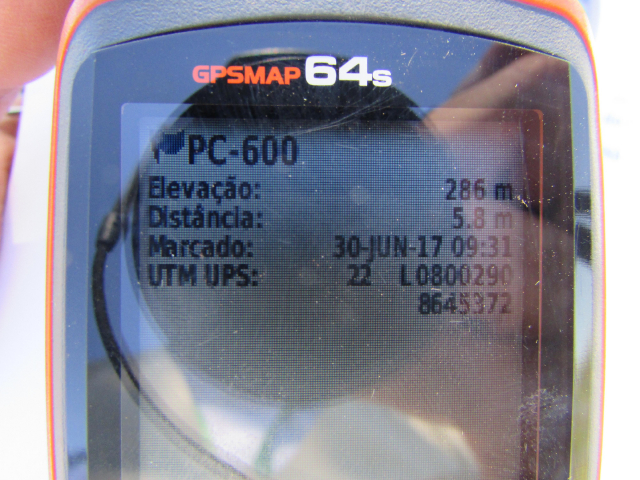 GPSMAP 64s
PC-600
Elevação: 286 m
Distância: 5.8 m
Marcado: 30-JUN-17 09:31
UTM UPS: 22 L0800290
8645372